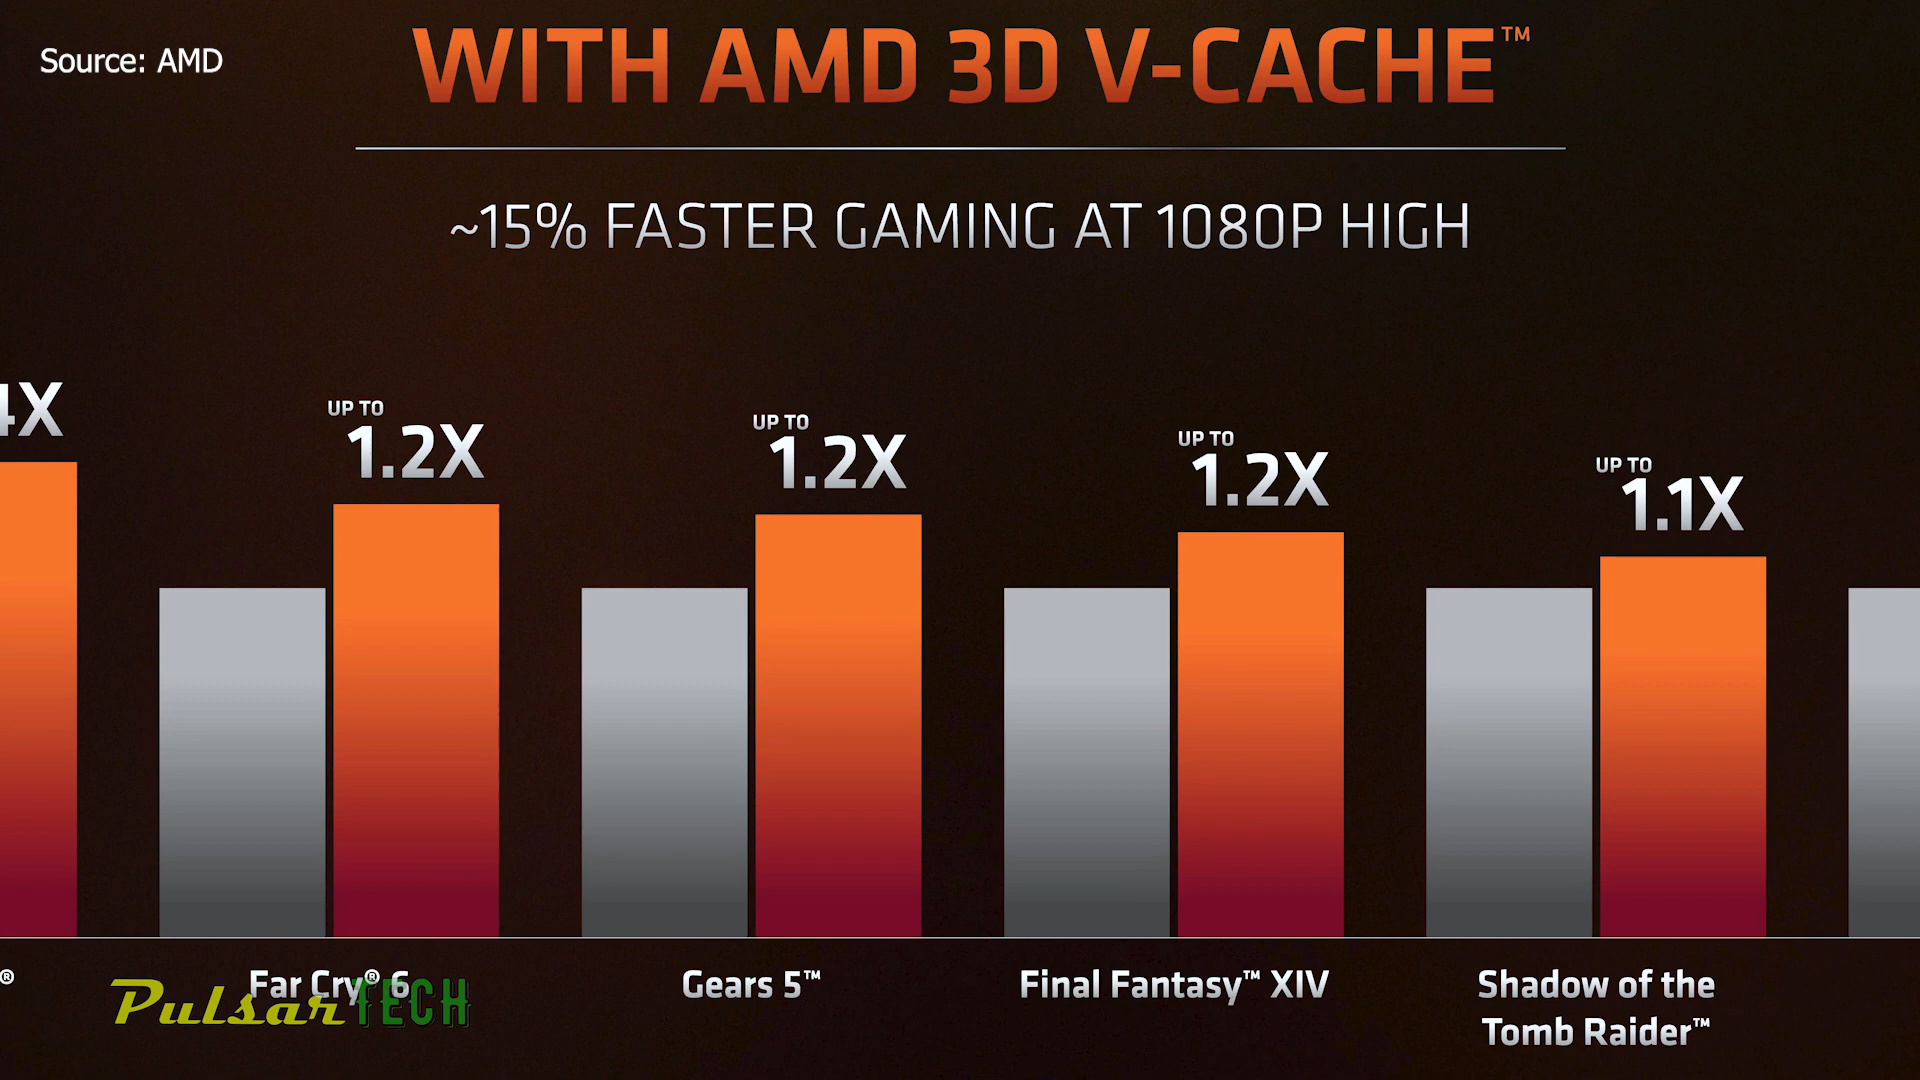 Source: AMD
WITH AMD 3D V-CACHE™
~15% FASTER GAMING AT 1080P HIGH
4X
UP TO
1.2X
UP TO
1.2X
UP TO
1.2X
UP TO
1.1X
®
Far Cry® 6
Gears 5™
Final Fantasy™ XIV
Shadow of the
Tomb Raider™
PulsarTECH